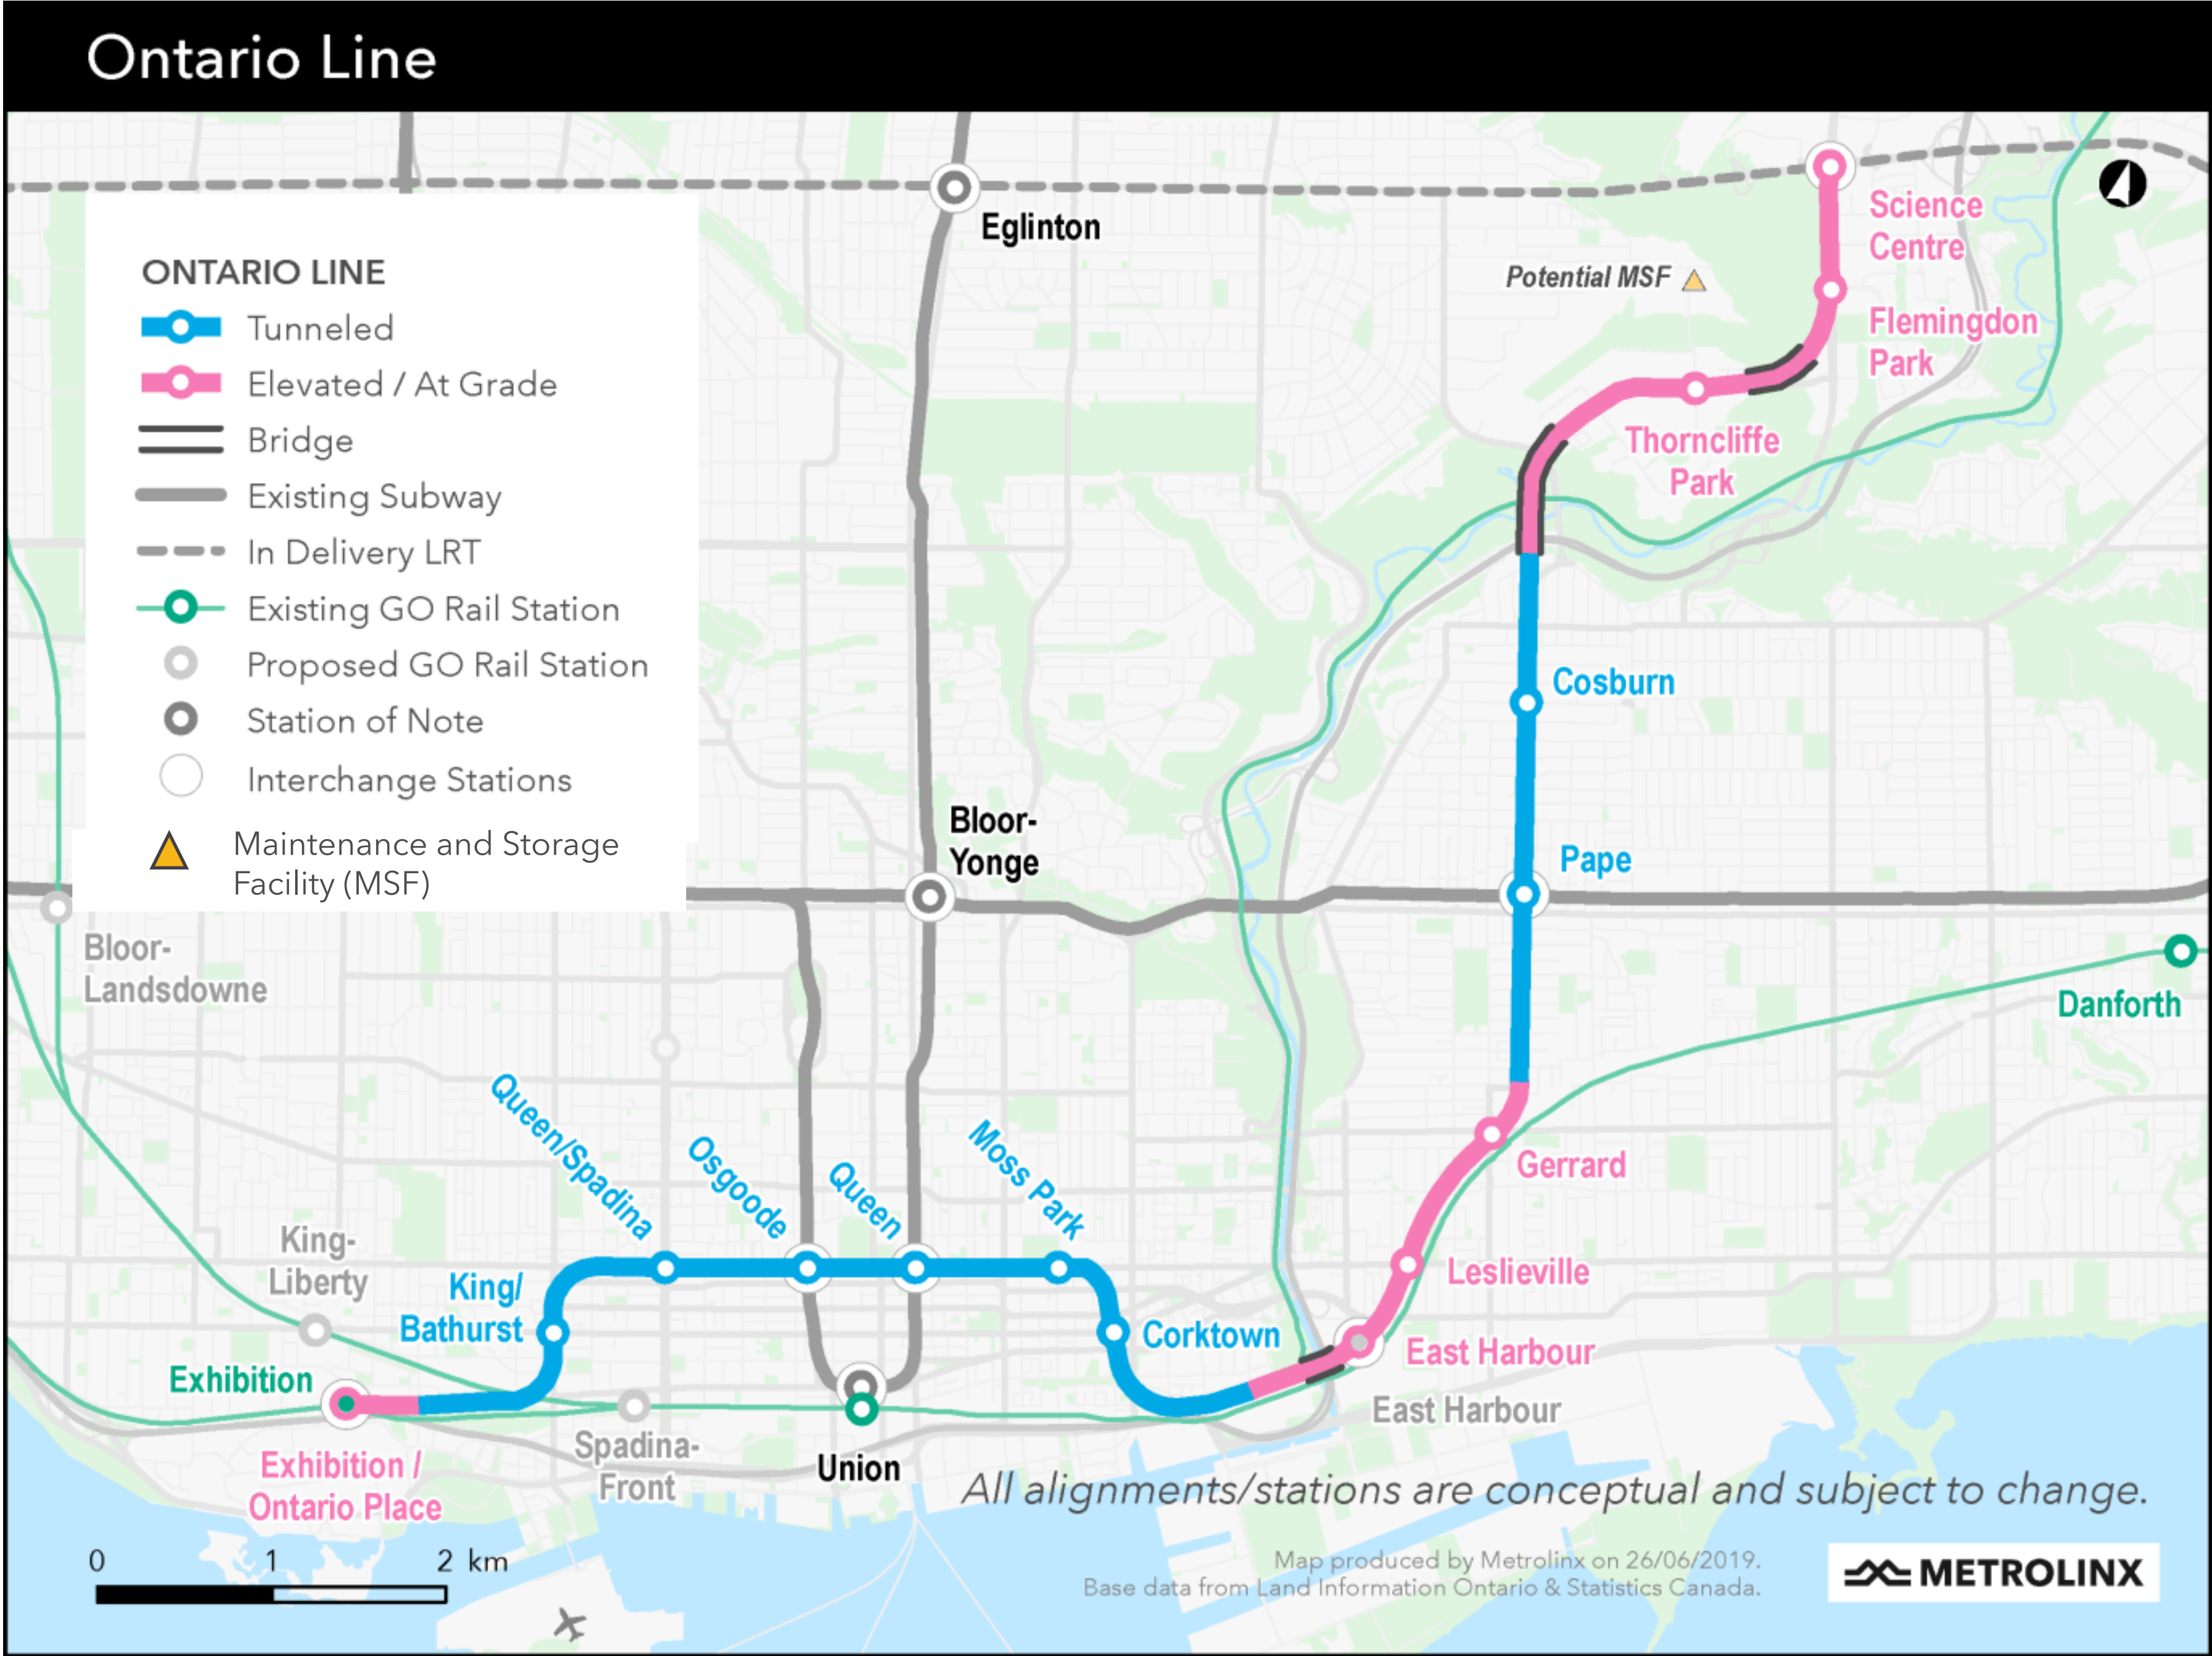 Ontario Line
ONTARIO LINE
Tunneled
Elevated / At Grade
Bridge
Existing Subway
In Delivery LRT
Existing GO Rail Station
Proposed GO Rail Station
Station of Note
Interchange Stations
Maintenance and Storage
Facility (MSF)
Eglinton
Potential MSF
Science
Centre
Flemingdon
Park
Thorncliffe
Park
Cosburn
Bloor-
Yonge
Pape
Bloor-
Landsdowne
Danforth
Queen/Spadina
Osgoode
Queen
Moss Park
Gerrard
King-
Liberty
King/
Bathurst
Leslieville
Corktown
East Harbour
Exhibition
East Harbour
Exhibition /
Ontario Place
Spadina-
Front
Union
All alignments/stations are conceptual and subject to change.
0 1 2 km
Map produced by Metrolinx on 26/06/2019.
Base data from Land Information Ontario & Statistics Canada.
METROLINX